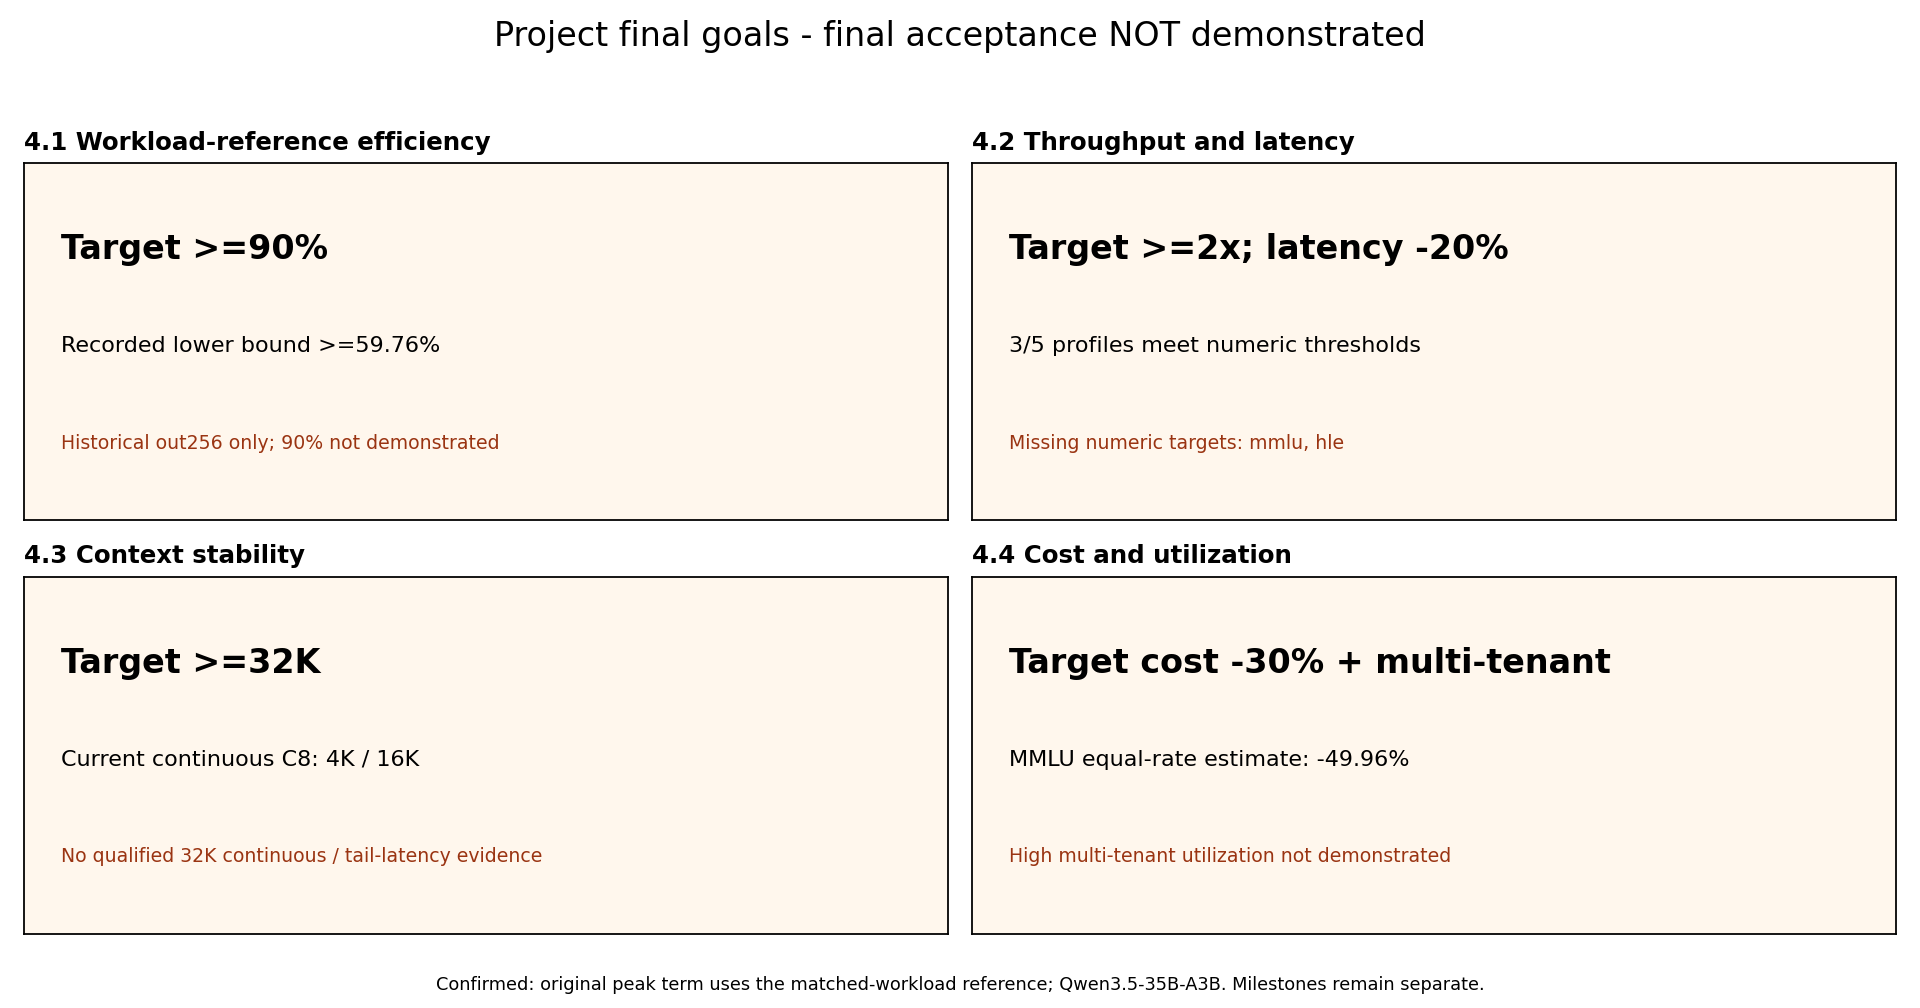 Project final goals - final acceptance NOT demonstrated
4.1 Workload-reference efficiency
Target >=90%
Recorded lower bound >=59.76%
Historical out256 only; 90% not demonstrated
4.2 Throughput and latency
Target >=2x; latency -20%
3/5 profiles meet numeric thresholds
Missing numeric targets: mmlu, hle
4.3 Context stability
Target >=32K
Current continuous C8: 4K / 16K
No qualified 32K continuous / tail-latency evidence
4.4 Cost and utilization
Target cost -30% + multi-tenant
MMLU equal-rate estimate: -49.96%
High multi-tenant utilization not demonstrated
Confirmed: original peak term uses the matched-workload reference; Qwen3.5-35B-A3B. Milestones remain separate.